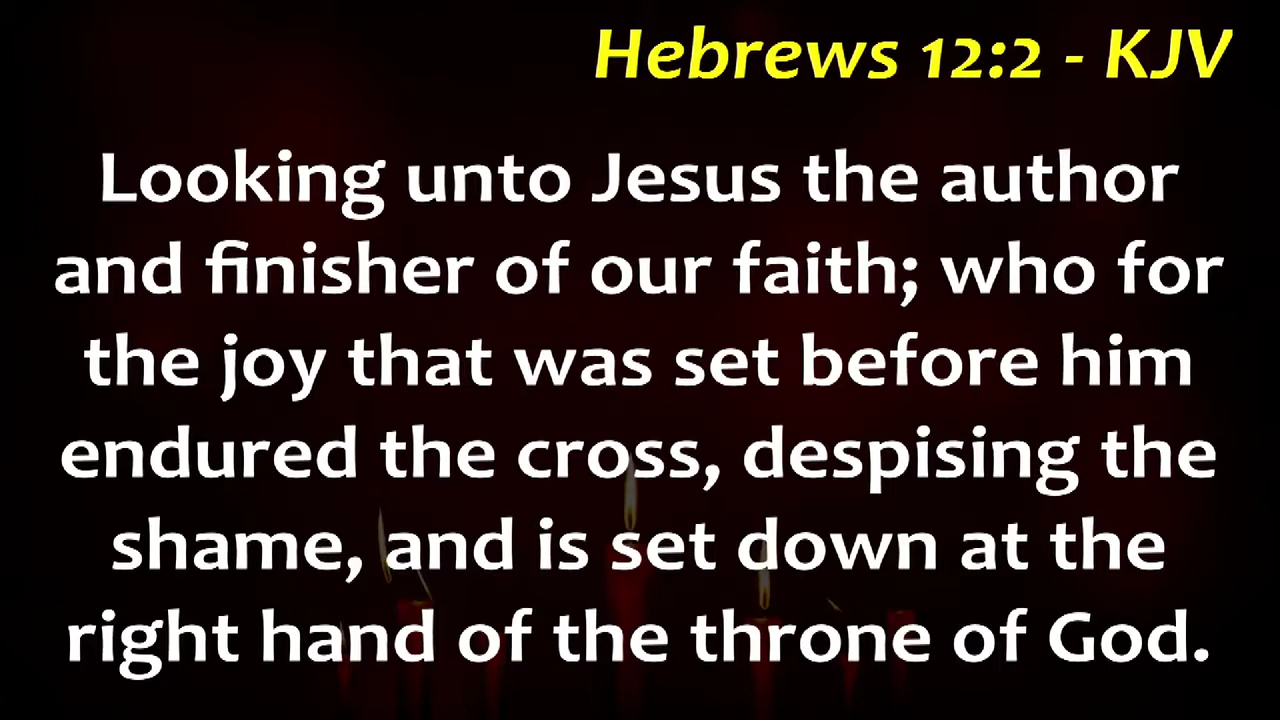 Hebrews 12:2 - KJV
Looking unto Jesus the author
and finisher of our faith; who for
the joy that was set before him
endured the cross, despising the
shame, and is set down at the
right hand of the throne of God.